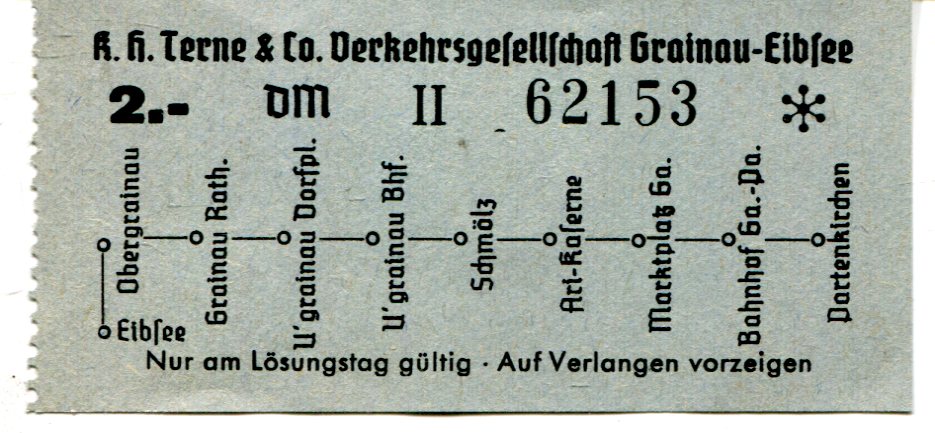 K. H. Terne & Co. Verkehrsgesellschaft Grainau-Eibsee
2.- DM II 62153
Obergrainau
Grainau Rath.
U'grainau Dorfpl.
U'grainau Bhf.
Schmölz
Art-Kaserne
Marktplatz Ga.
Bahnhof Ga.-Pa.
Partenkirchen
Eibsee
Nur am Lösungstag gültig · Auf Verlangen vorzeigen